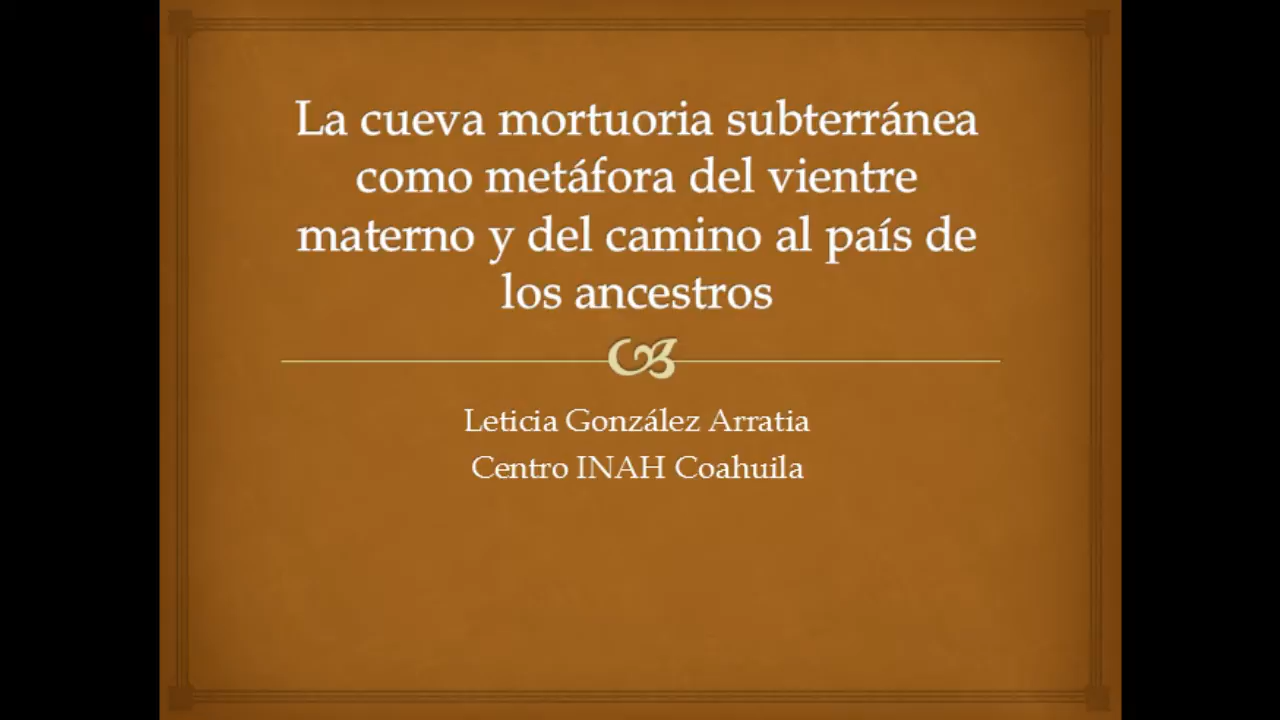 La cueva mortuoria subterránea
como metáfora del vientre
materno y del camino al país de
los ancestros
Leticia González Arratia
Centro INAH Coahuila